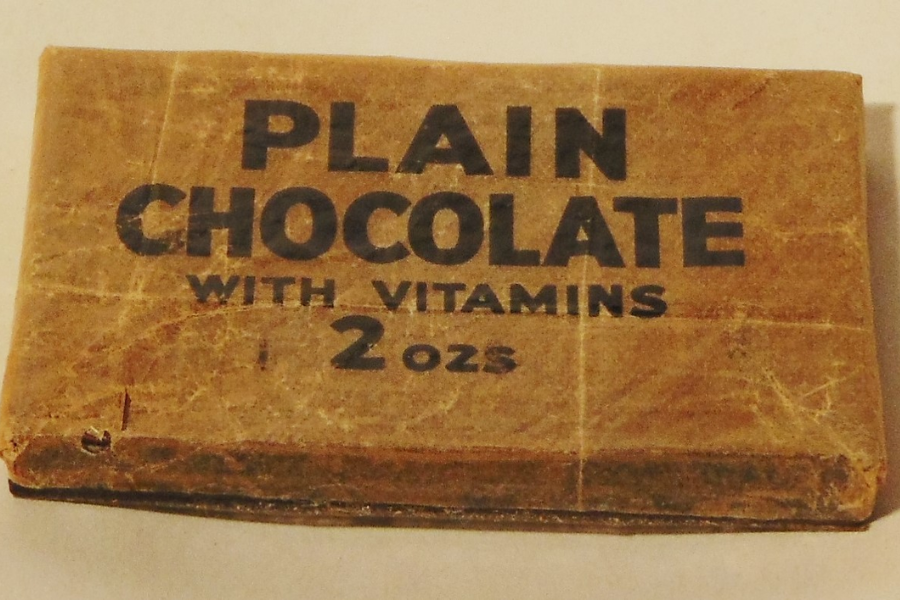 PLAIN
CHOCOLATE
WITH VITAMINS
2 ozs